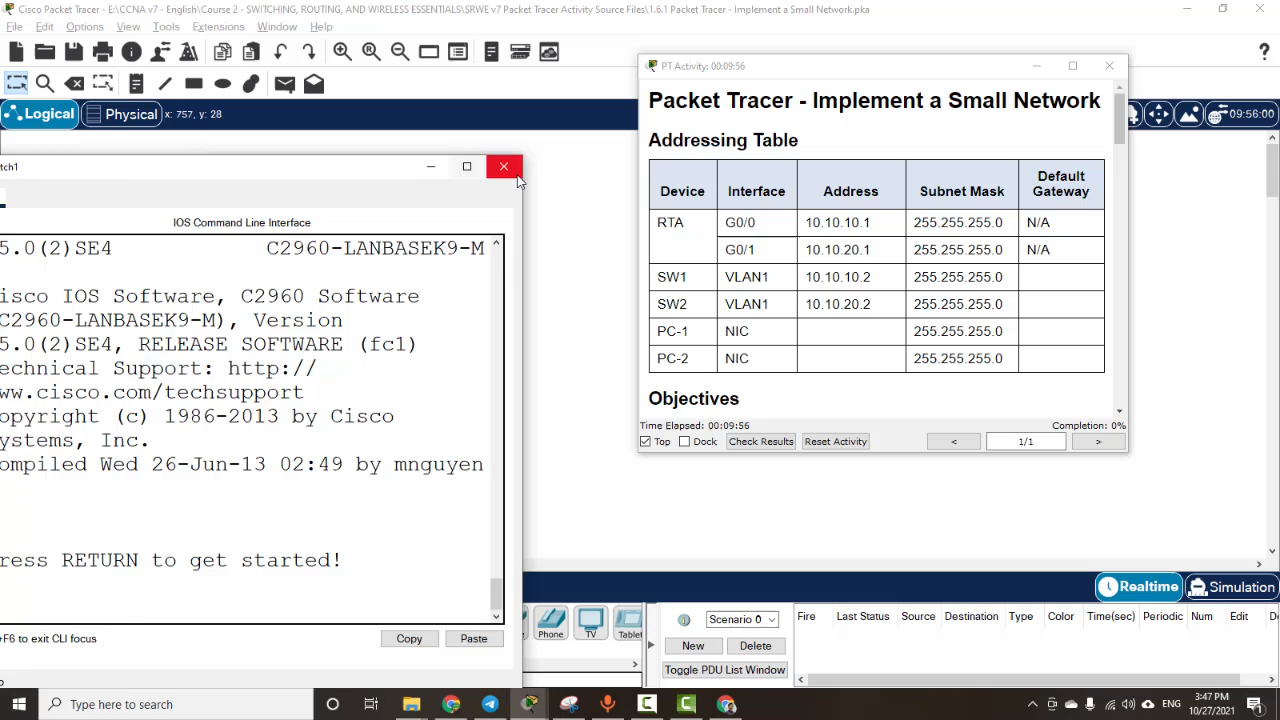 Cisco Packet Tracer - E:\CCNA v7 - English\Course 2 - SWITCHING, ROUTING, AND WIRELESS ESSENTIALS\SRWE v7 Packet Tracer Activity Source Files\1.6.1 Packet Tracer - Implement a Small Network.pka
File Edit Options View Tools Extensions Window Help
Logical Physical x: 757, y: 28
09:56:00
PT Activity: 00:09:56
Packet Tracer - Implement a Small Network
Addressing Table
Device Interface Address Subnet Mask Default Gateway
RTA G0/0 10.10.10.1 255.255.255.0 N/A
G0/1 10.10.20.1 255.255.255.0 N/A
SW1 VLAN1 10.10.10.2 255.255.255.0
SW2 VLAN1 10.10.20.2 255.255.255.0
PC-1 NIC 255.255.255.0
PC-2 NIC 255.255.255.0
Objectives
Time Elapsed: 00:09:56 Completion: 0%
Top Dock Check Results Reset Activity < 1/1 >
tch1
IOS Command Line Interface
5.0(2)SE4 C2960-LANBASEK9-M
isco IOS Software, C2960 Software
C2960-LANBASEK9-M), Version
5.0(2)SE4, RELEASE SOFTWARE (fc1)
echnical Support: http://
ww.cisco.com/techsupport
opyright (c) 1986-2013 by Cisco
ystems, Inc.
ompiled Wed 26-Jun-13 02:49 by mnguyen
ress RETURN to get started!
+F6 to exit CLI focus
Copy Paste
Realtime Simulation
Phone TV Tablet
Scenario 0
New Delete
Toggle PDU List Window
Fire Last Status Source Destination Type Color Time(sec) Periodic Num Edit
Type here to search
ENG
3:47 PM
10/27/2021